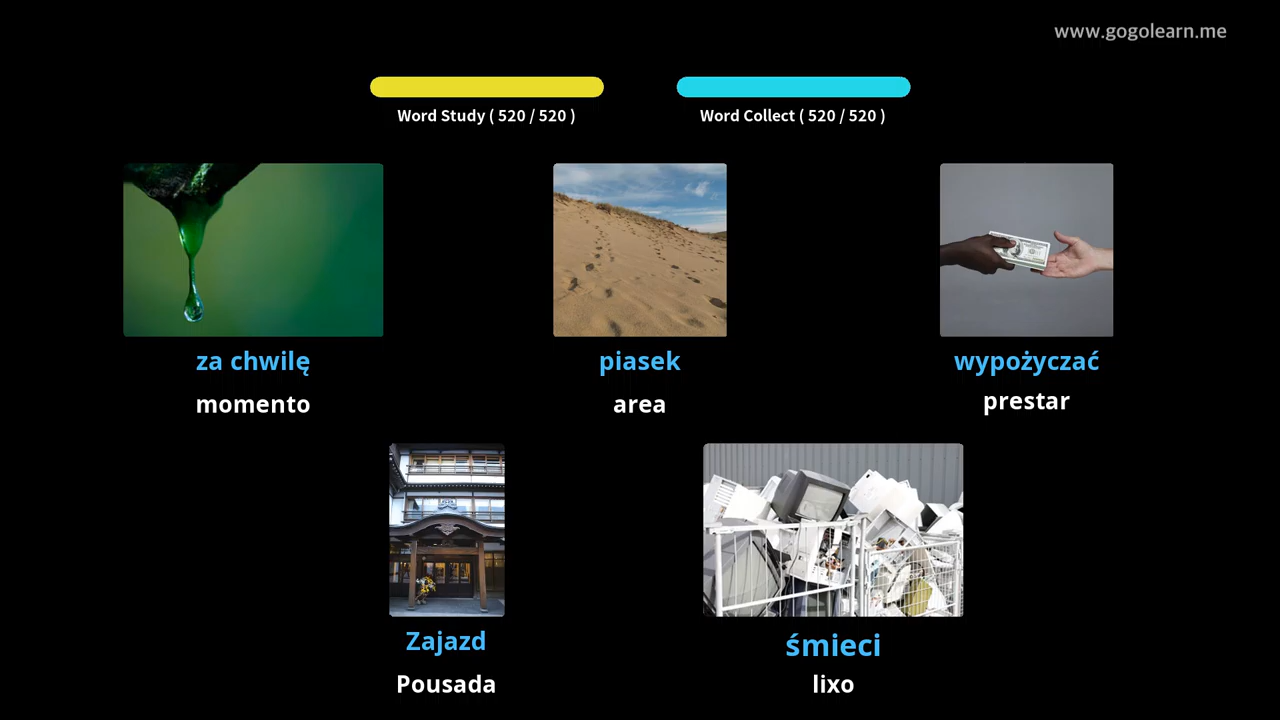 www.gogolearn.me
Word Study ( 520 / 520 )
Word Collect ( 520 / 520 )
za chwilę
momento
piasek
area
wypożyczać
prestar
Zajazd
Pousada
śmieci
lixo